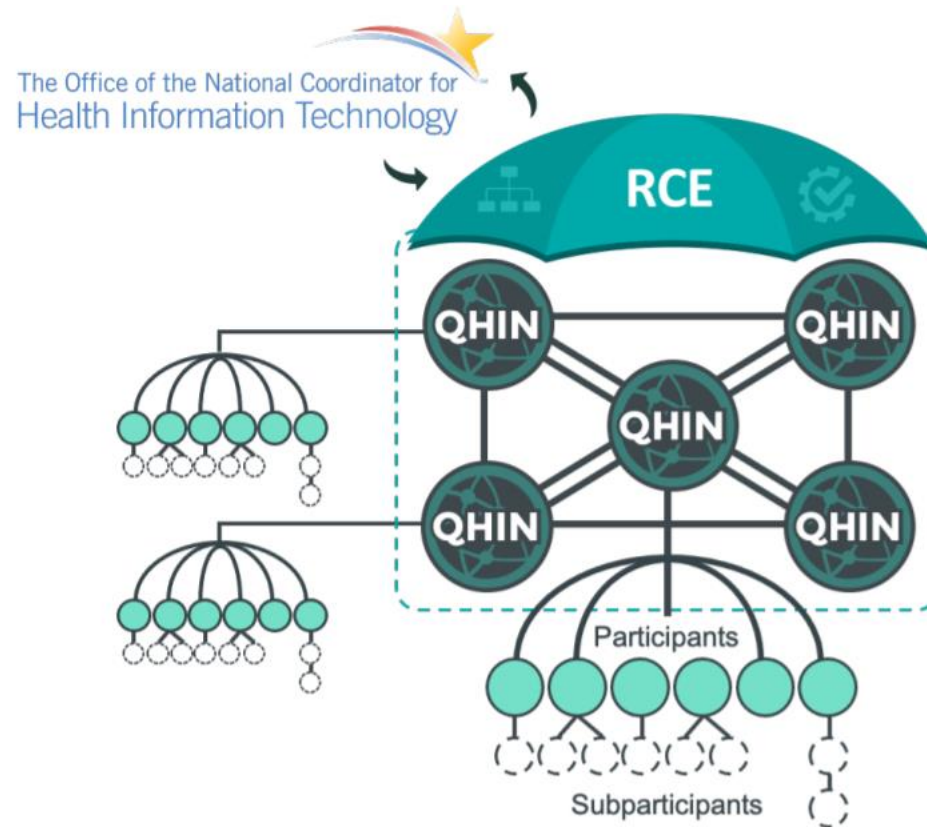 The Office of the National Coordinator for
Health Information Technology
RCE
QHIN
QHIN
QHIN
QHIN
QHIN
Participants
Subparticipants